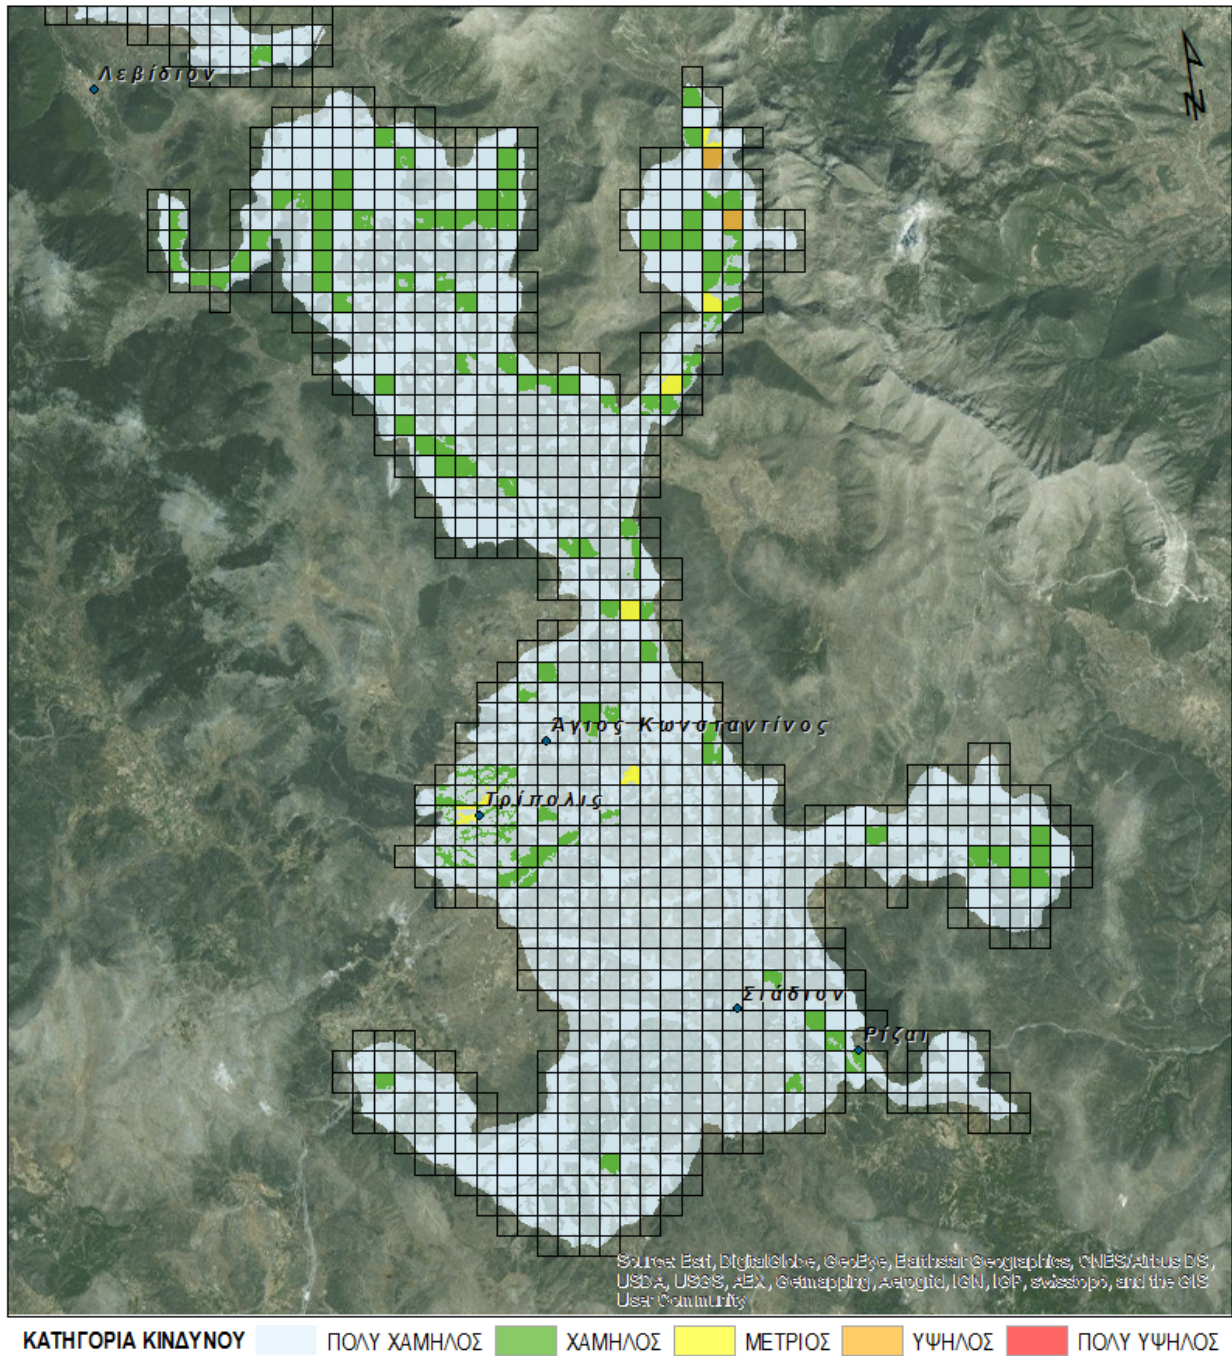 Λεβίδιον
N
Άγιος Κωνσταντίνος
Τρίπολις
Στάδιον
Ρίζαι
Source: Esri, DigitalGlobe, GeoEye, Earthstar Geographics, CNES/Airbus DS,
USDA, USGS, AEX, Getmapping, Aerogrid, IGN, IGP, swisstopo, and the GIS
User Community
ΚΑΤΗΓΟΡΙΑ ΚΙΝΔΥΝΟΥ ΠΟΛΥ ΧΑΜΗΛΟΣ ΧΑΜΗΛΟΣ ΜΕΤΡΙΟΣ ΥΨΗΛΟΣ ΠΟΛΥ ΥΨΗΛΟΣ